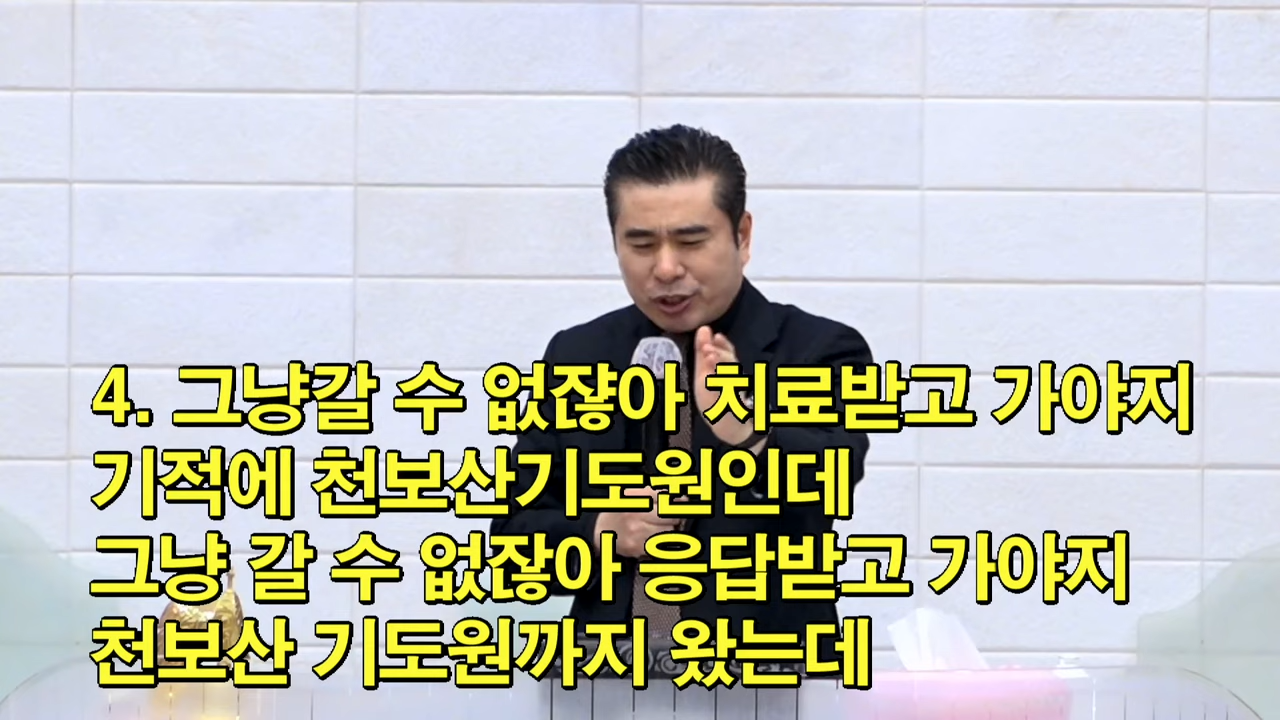 4. 그냥갈 수 없쟎아 치료받고 가야지
기적에 천보산기도원인데
그냥 갈 수 없잖아 응답받고 가야지
천보산 기도원까지 왔는데